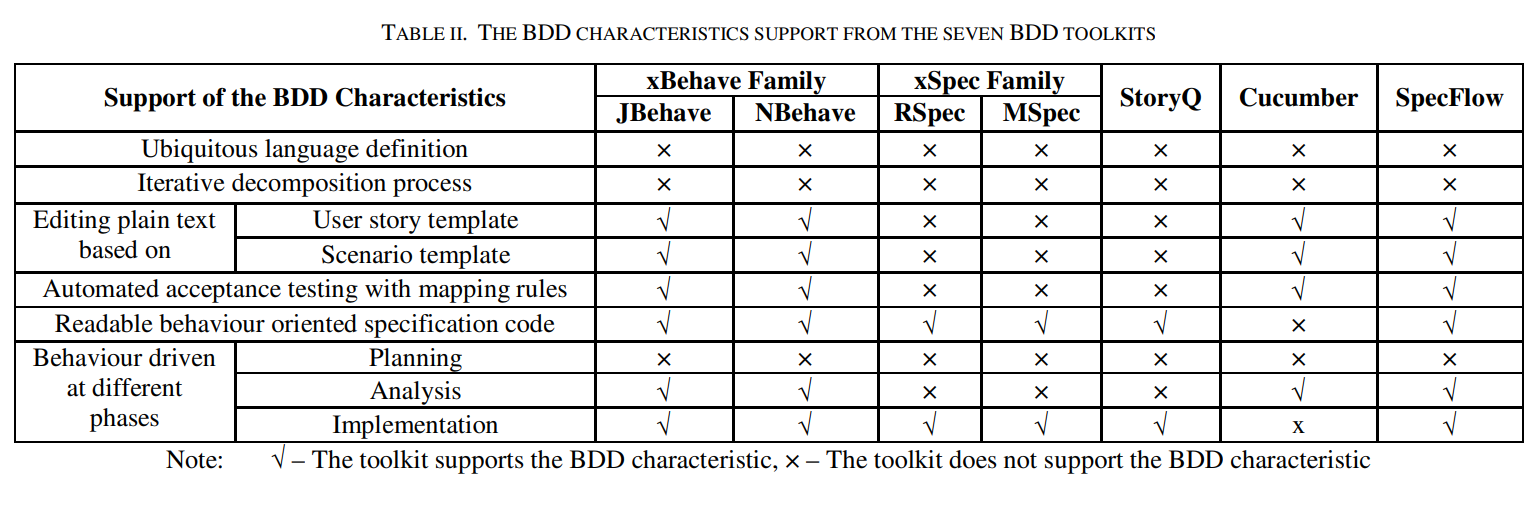 TABLE II. THE BDD CHARACTERISTICS SUPPORT FROM THE SEVEN BDD TOOLKITS
Support of the BDD Characteristics xBehave Family xSpec Family StoryQ Cucumber SpecFlow
JBehave NBehave RSpec MSpec
Ubiquitous language definition × × × × × × ×
Iterative decomposition process × × × × × × ×
Editing plain text based on User story template √ √ × × × √ √
Scenario template √ √ × × × √ √
Automated acceptance testing with mapping rules √ √ × × × √ √
Readable behaviour oriented specification code √ √ √ √ √ × √
Behaviour driven at different phases Planning × × × × × × ×
Analysis √ √ × × × √ √
Implementation √ √ √ √ √ x √
Note: √ – The toolkit supports the BDD characteristic, × – The toolkit does not support the BDD characteristic